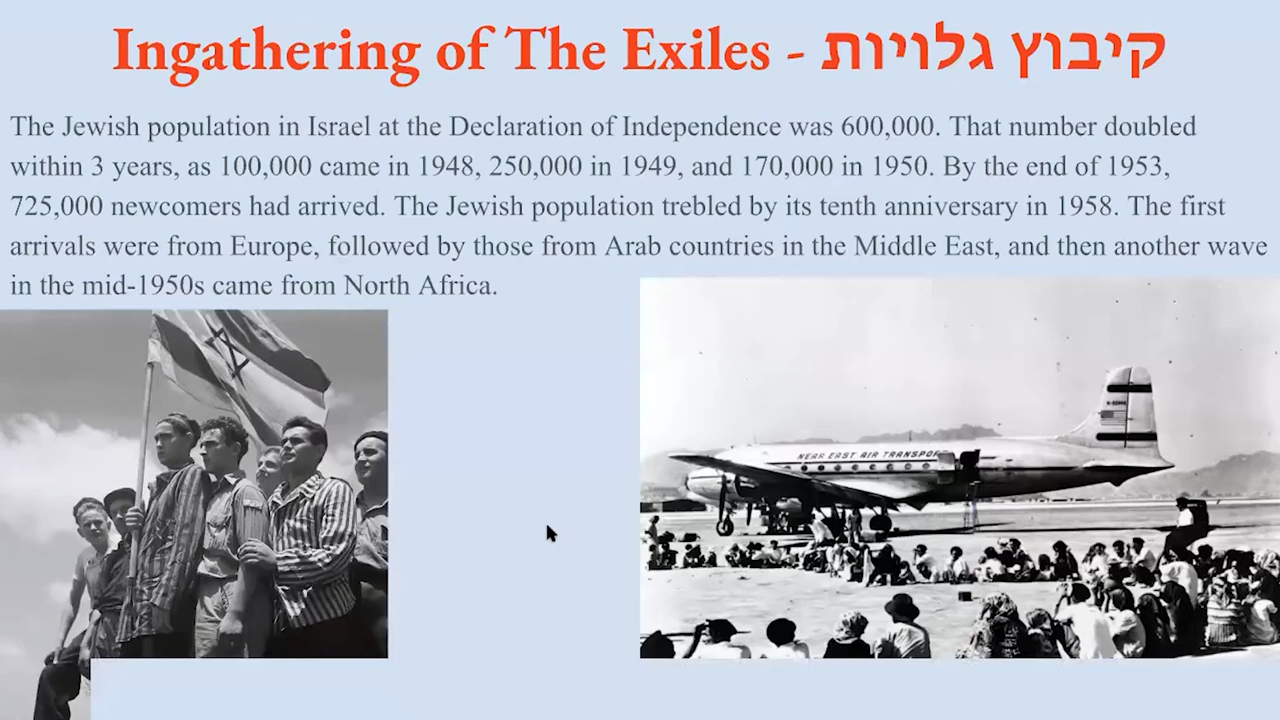 Ingathering of The Exiles - קיבוץ גלויות
The Jewish population in Israel at the Declaration of Independence was 600,000. That number doubled
within 3 years, as 100,000 came in 1948, 250,000 in 1949, and 170,000 in 1950. By the end of 1953,
725,000 newcomers had arrived. The Jewish population trebled by its tenth anniversary in 1958. The first
arrivals were from Europe, followed by those from Arab countries in the Middle East, and then another wave
in the mid-1950s came from North Africa.
NEAR EAST AIR TRANSPORT